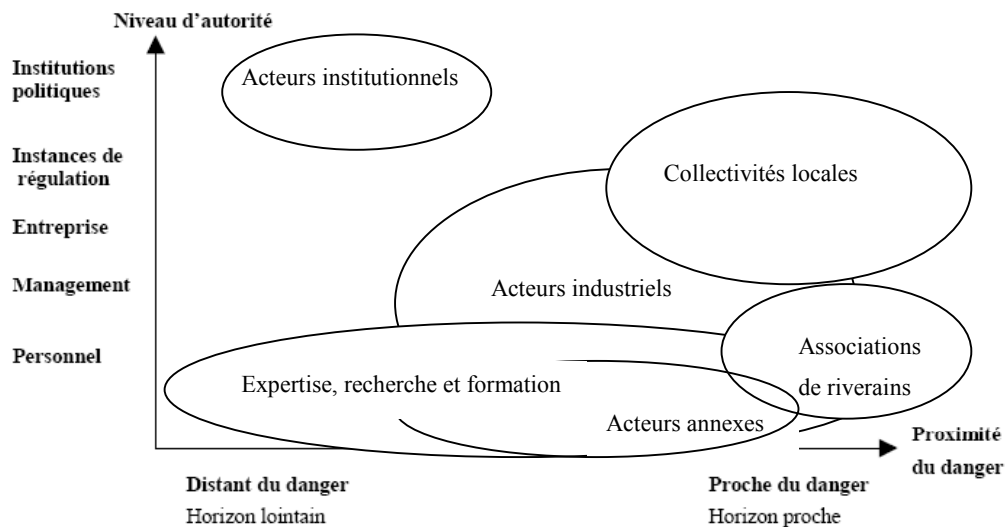 Niveau d'autorité
Institutions
politiques
Acteurs institutionnels
Instances de
régulation
Collectivités locales
Entreprise
Management
Acteurs industriels
Personnel
Associations
de riverains
Expertise, recherche et formation
Acteurs annexes
Proximité
du danger
Distant du danger
Horizon lointain
Proche du danger
Horizon proche